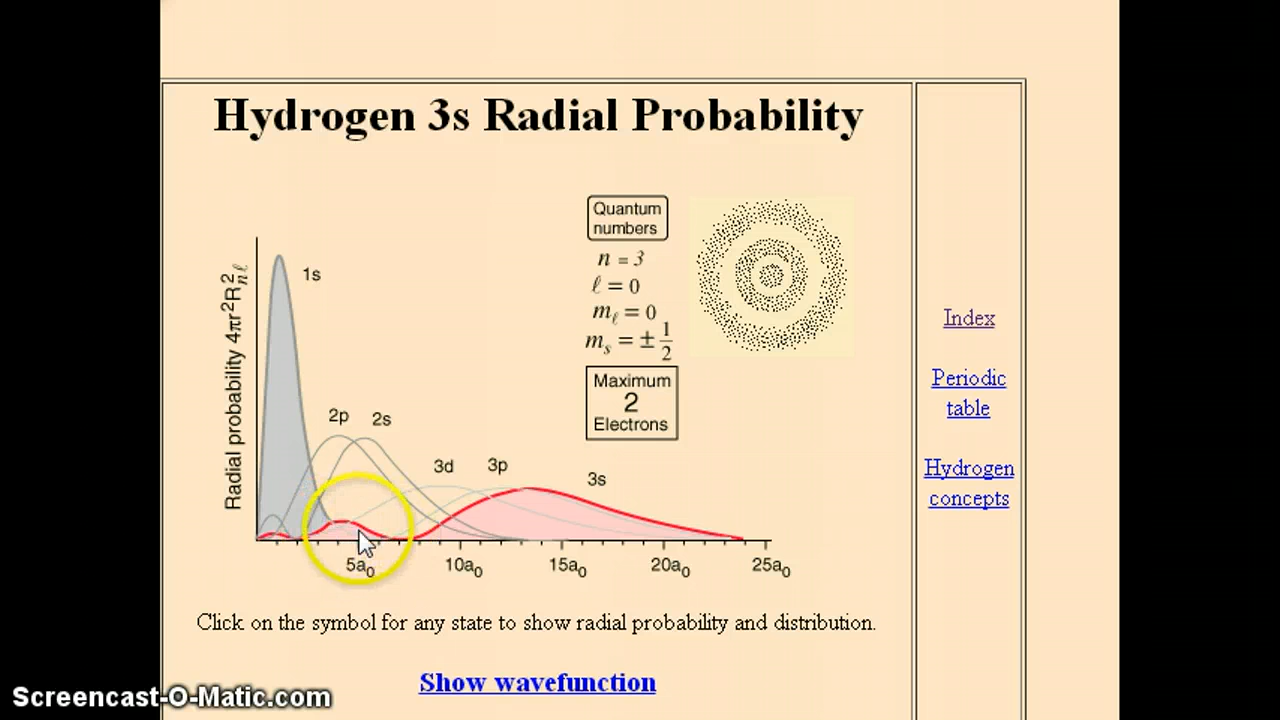 Hydrogen 3s Radial Probability
Quantum
numbers
n = 3
ℓ = 0
mℓ = 0
ms = ± 1/2
Maximum
2
Electrons
Radial probability 4πr²R²nℓ
1s
2p
2s
3d
3p
3s
5a₀
10a₀
15a₀
20a₀
25a₀
Click on the symbol for any state to show radial probability and distribution.
Show wavefunction
Index
Periodic
table
Hydrogen
concepts
Screencast-O-Matic.com